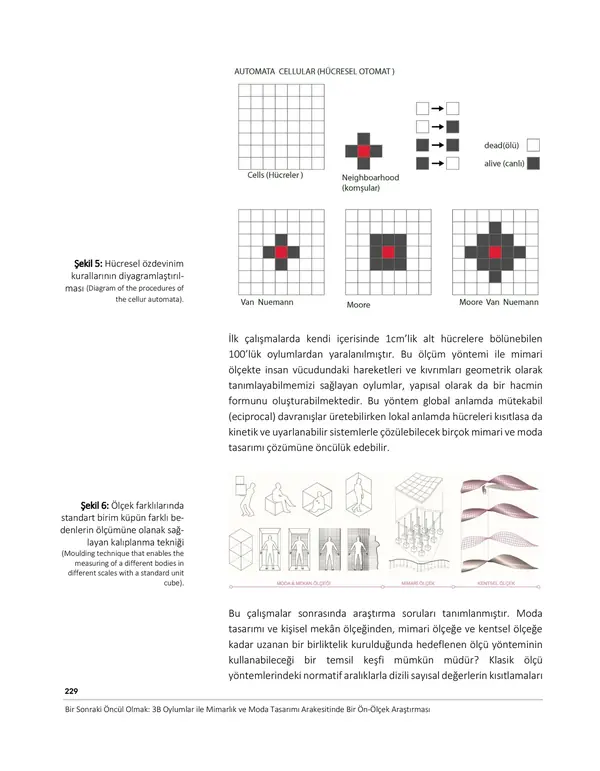 AUTOMATA CELLULAR (HÜCRESEL OTOMAT )
dead(ölü)
alive (canlı)
Cells (Hücreler )
Neighboarhood
(komşular)
Van Nuemann
Moore
Moore Van Nuemann
Şekil 5: Hücresel özdevinim
kurallarının diyagramlaştırıl-
ması (Diagram of the procedures of
the cellur automata).
İlk çalışmalarda kendi içerisinde 1cm’lik alt hücrelere bölünebilen
100’lük oylumlardan yaralanılmıştır. Bu ölçüm yöntemi ile mimari
ölçekte insan vücudundaki hareketleri ve kıvrımları geometrik olarak
tanımlayabilmemizi sağlayan oylumlar, yapısal olarak da bir hacmin
formunu oluşturabilmektedir. Bu yöntem global anlamda mütekabil
(eciprocal) davranışlar üretebilirken lokal anlamda hücreleri kısıtlasa da
kinetik ve uyarlanabilir sistemlerle çözülebilecek birçok mimari ve moda
tasarımı çözümüne öncülük edebilir.
Şekil 6: Ölçek farklılarında
standart birim küpün farklı be-
denlerin ölçümüne olanak sağ-
layan kalıplanma tekniği
(Moulding technique that enables the
measuring of a different bodies in
different scales with a standard unit
cube).
MODA & MEKAN ÖLÇEĞİ
MİMARİ ÖLÇEK
KENTSEL ÖLÇEK
Bu çalışmalar sonrasında araştırma soruları tanımlanmıştır. Moda
tasarımı ve kişisel mekân ölçeğinden, mimari ölçeğe ve kentsel ölçeğe
kadar uzanan bir birliktelik kurulduğunda hedeflenen ölçü yönteminin
kullanabileceği bir temsil keşfi mümkün müdür? Klasik ölçü
yöntemlerindeki normatif aralıklarla dizili sayısal değerlerin kısıtlamaları
229
Bir Sonraki Öncül Olmak: 3B Oylumlar ile Mimarlık ve Moda Tasarımı Arakesitinde Bir Ön-Ölçek Araştırması